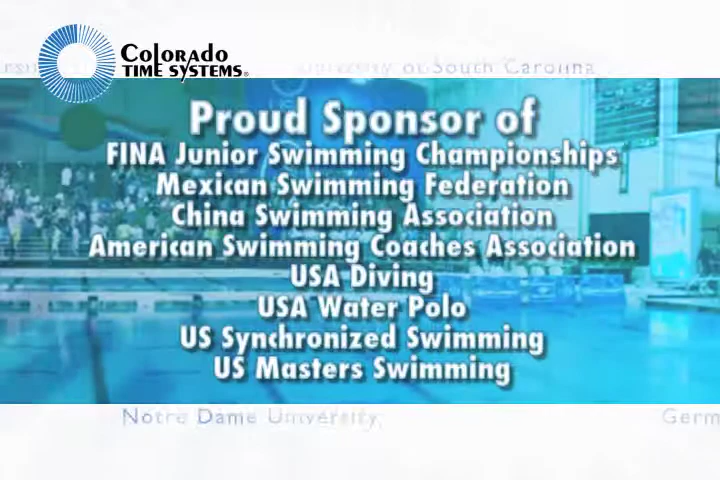 Colorado
TIME SYSTEMS®
University of South Carolina
Proud Sponsor of
FINA Junior Swimming Championships
Mexican Swimming Federation
China Swimming Association
American Swimming Coaches Association
USA Diving
USA Water Polo
US Synchronized Swimming
US Masters Swimming
Notre Dame University,
Germ